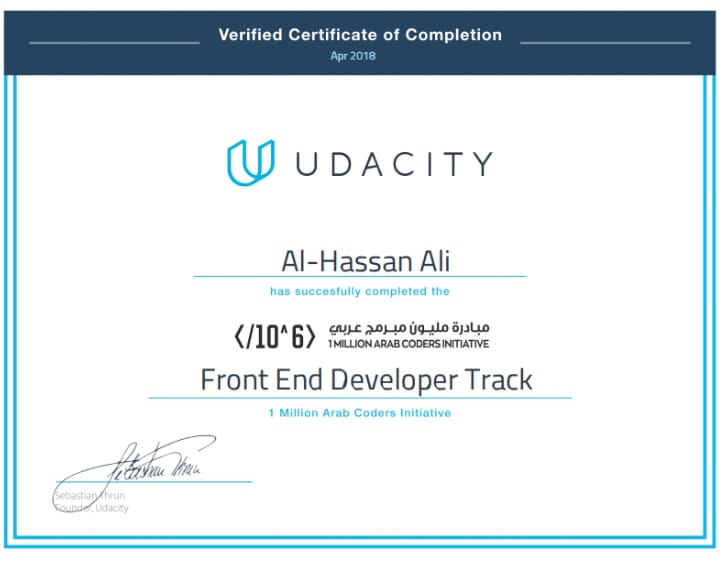 Verified Certificate of Completion
Apr 2018
UDACITY
Al-Hassan Ali
has succesfully completed the
</10^6>
مبادرة مليون مبرمج عربي
1 MILLION ARAB CODERS INITIATIVE
Front End Developer Track
1 Million Arab Coders Initiative
Sebastian Thrun
Sebastian Thrun
Founder, Udacity